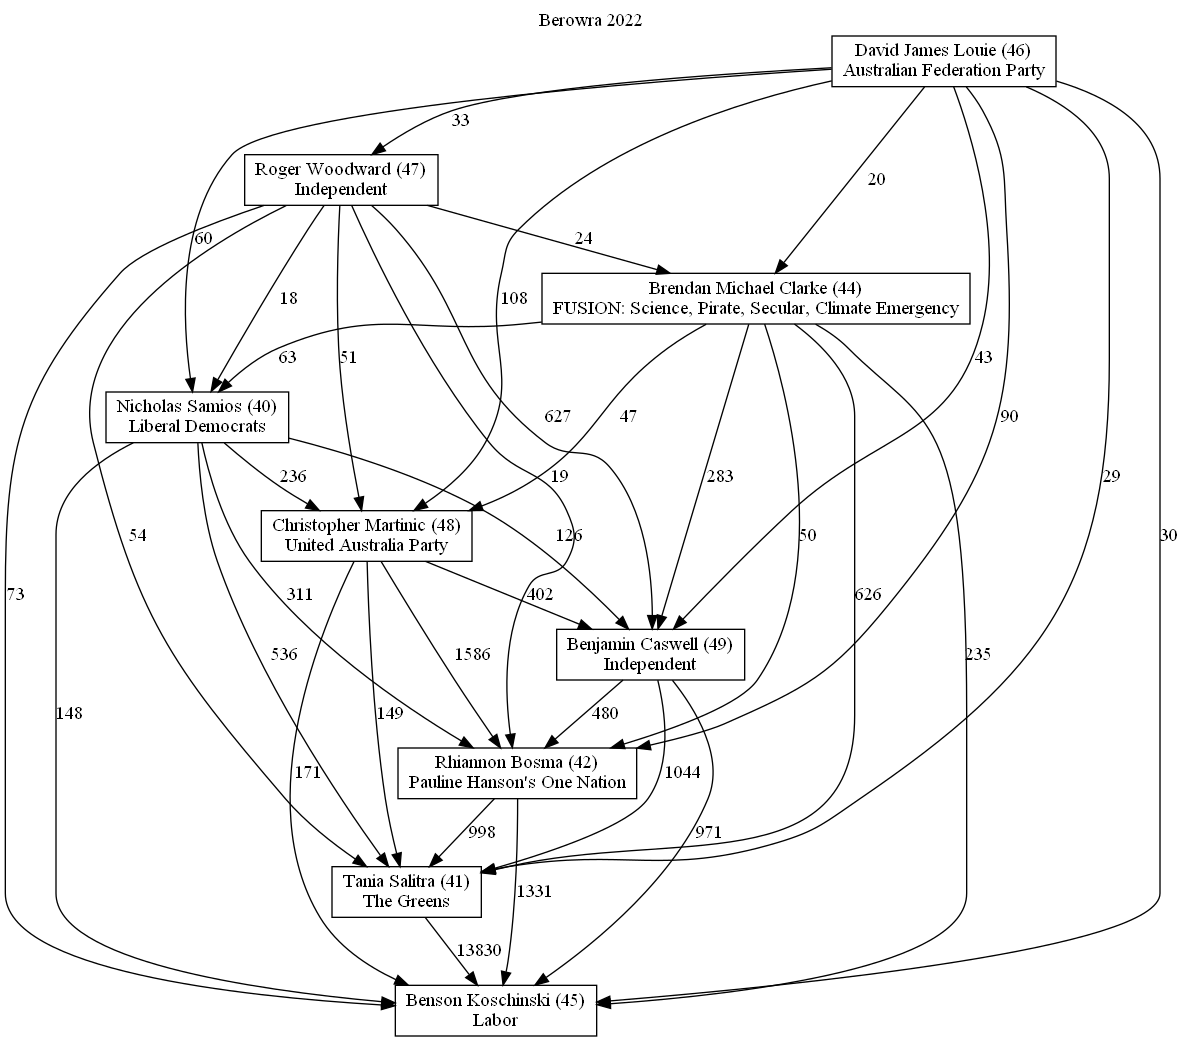 Berowra 2022
David James Louie (46)
Australian Federation Party
33
Roger Woodward (47)
Independent
20
60
24
Brendan Michael Clarke (44)
FUSION: Science, Pirate, Secular, Climate Emergency
18
108
63
51
43
Nicholas Samios (40)
Liberal Democrats
627
47
90
236
19
283
29
Christopher Martinic (48)
United Australia Party
54
126
50
30
73
311
402
626
Benjamin Caswell (49)
Independent
536
1586
235
148
149
480
Rhiannon Bosma (42)
Pauline Hanson's One Nation
171
1044
998
971
Tania Salitra (41)
The Greens
1331
13830
Benson Koschinski (45)
Labor